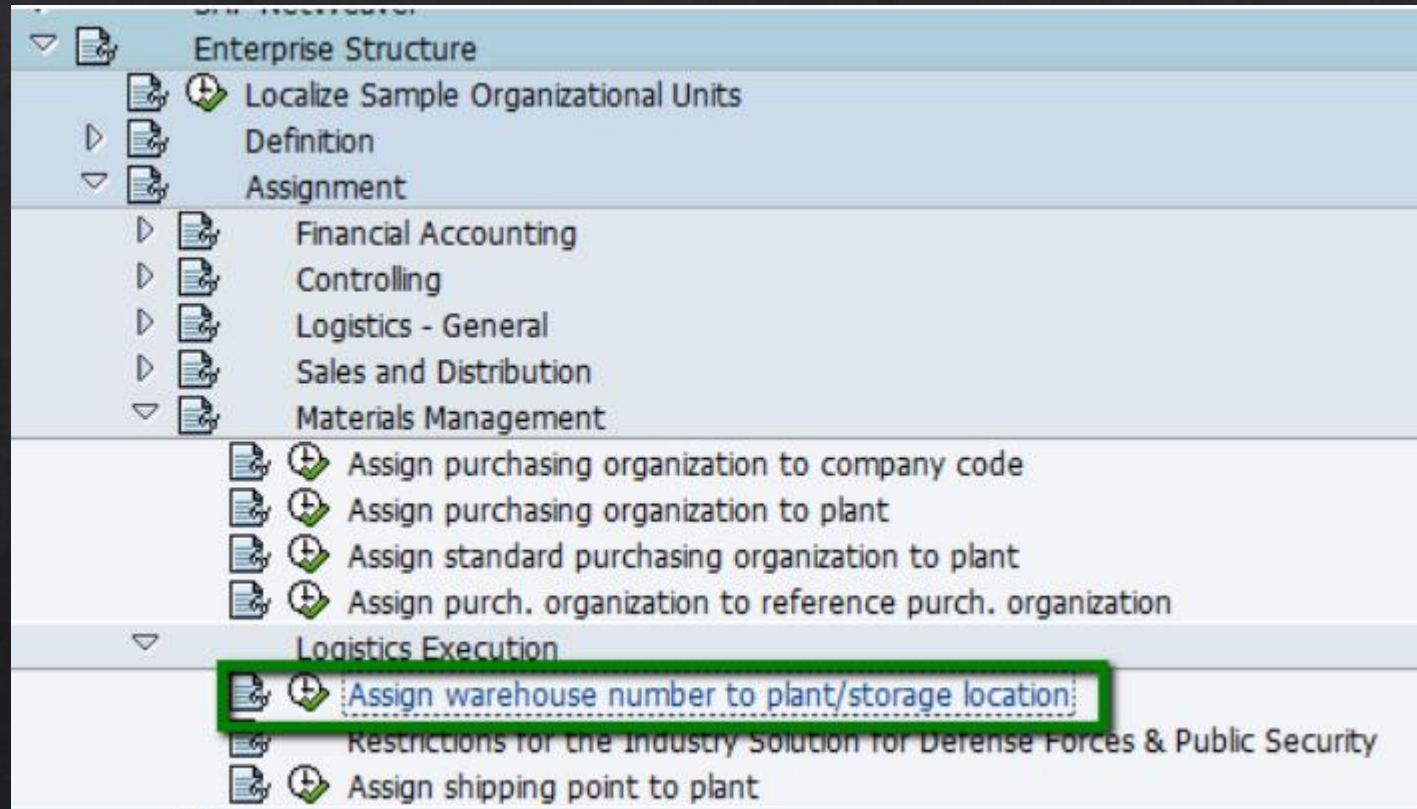 Enterprise Structure
Localize Sample Organizational Units
Definition
Assignment
Financial Accounting
Controlling
Logistics - General
Sales and Distribution
Materials Management
Assign purchasing organization to company code
Assign purchasing organization to plant
Assign standard purchasing organization to plant
Assign purch. organization to reference purch. organization
Logistics Execution
Assign warehouse number to plant/storage location
Restrictions for the Industry Solution for Defense Forces & Public Security
Assign shipping point to plant